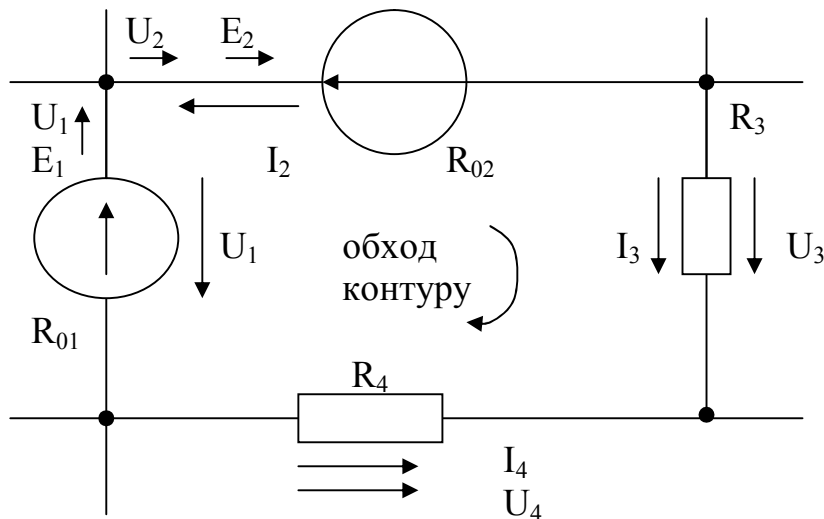 U₂ E₂
U₁
E₁
I₂
R₀₂
R₃
U₁
обход
контуру
I₃
U₃
R₀₁
R₄
I₄
U₄